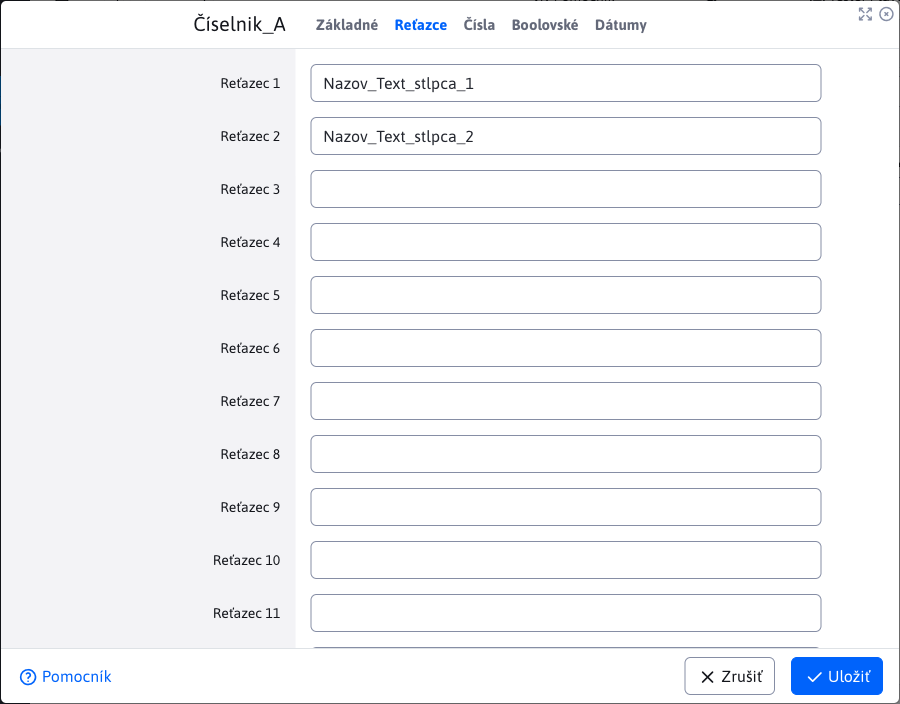 Číselnik_A Základné Reťazce Čísla Boolovské Dátumy
Reťazec 1 Nazov_Text_stlpca_1
Reťazec 2 Nazov_Text_stlpca_2
Reťazec 3
Reťazec 4
Reťazec 5
Reťazec 6
Reťazec 7
Reťazec 8
Reťazec 9
Reťazec 10
Reťazec 11
Pomocník Zrušiť Uložiť